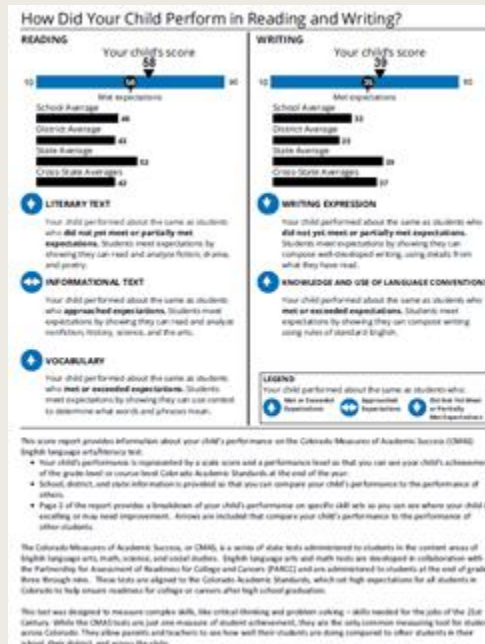 How Did Your Child Perform in Reading and Writing?
READING
Your child's score
58
10
50
90
Met expectations
School Average
46
District Average
43
State Average
52
Cross State Averages
42
LITERARY TEXT
Your child performed about the same as students
who did not yet meet or partially met
expectations. Students meet expectations by
showing they can read and analyze fiction, drama,
and poetry.
INFORMATIONAL TEXT
Your child performed about the same as students
who approached expectations. Students meet
expectations by showing they can read and analyze
nonfiction, history, science, and the arts.
VOCABULARY
Your child performed about the same as students
who met or exceeded expectations. Students
meet expectations by showing they can use context
to determine what words and phrases mean.
WRITING
Your child's score
39
10
35
60
Met expectations
School Average
32
District Average
State Average
39
Cross State Averages
37
WRITING EXPRESSION
Your child performed about the same as students who
did not yet meet or partially met expectations.
Students meet expectations by showing they can
compose well-developed writing, using details from
what they have read.
KNOWLEDGE AND USE OF LANGUAGE CONVENTIONS
Your child performed about the same as students who
met or exceeded expectations. Students meet
expectations by showing they can compose writing
using rules of standard English.
LEGEND
Your child performed about the same as students who:
Met or Exceeded
Expectations
Approached
Expectations
Did Not Yet Meet
or Partially
Met Expectations
This score report provides information about your child's performance on the Colorado Measures of Academic Success (CMAS)
English language arts/literacy test.
• Your child's performance is represented by a scale score and a performance level so that you can see your child's achievement
of the grade-level or course-level Colorado Academic Standards at the end of the year.
• School, district, and state information is provided so that you can compare your child's performance to the performance of
others.
• Page 2 of the report provides a breakdown of your child's performance on specific skill sets so you can see where your child is
excelling or may need improvement. Arrows are included that compare your child's performance to the performance of
other students.
The Colorado Measures of Academic Success, or CMAS, is a series of state tests administered to students in the content areas of
English language arts, math, science, and social studies. English language arts and math tests are developed in collaboration with
the Partnership for Assessment of Readiness for College and Careers (PARCC) and are administered to students at the end of grades
three through nine. These tests are aligned to the Colorado Academic Standards, which set high expectations for all students in
Colorado to help ensure readiness for college or careers after high school graduation.
This test was designed to measure complex skills, like critical-thinking and problem solving – skills needed for the jobs of the 21st
Century. While the CMAS tests are just one measure of student achievement, they are the only common measuring tool for students
across Colorado. They allow parents and teachers to see how well their students are doing compared to other students in their
school, their district, and across the state.